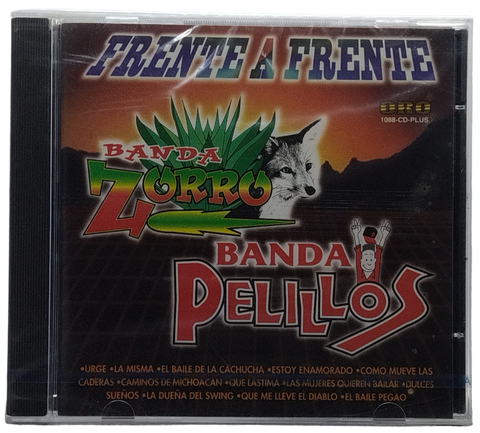 FRENTE A FRENTE
ORO
1088-CD-PLUS
BANDA
ZORRO
BANDA
PELILLOS
•URGE •LA MISMA •EL BAILE DE LA CACHUCHA •ESTOY ENAMORADO •COMO MUEVE LAS
CADERAS •CAMINOS DE MICHOACAN •QUE LASTIMA •LAS MUJERES QUIEREN BAILAR •DULCES
SUEÑOS •LA DUEÑA DEL SWING •QUE ME LLEVE EL DIABLO •EL BAILE PEGAO